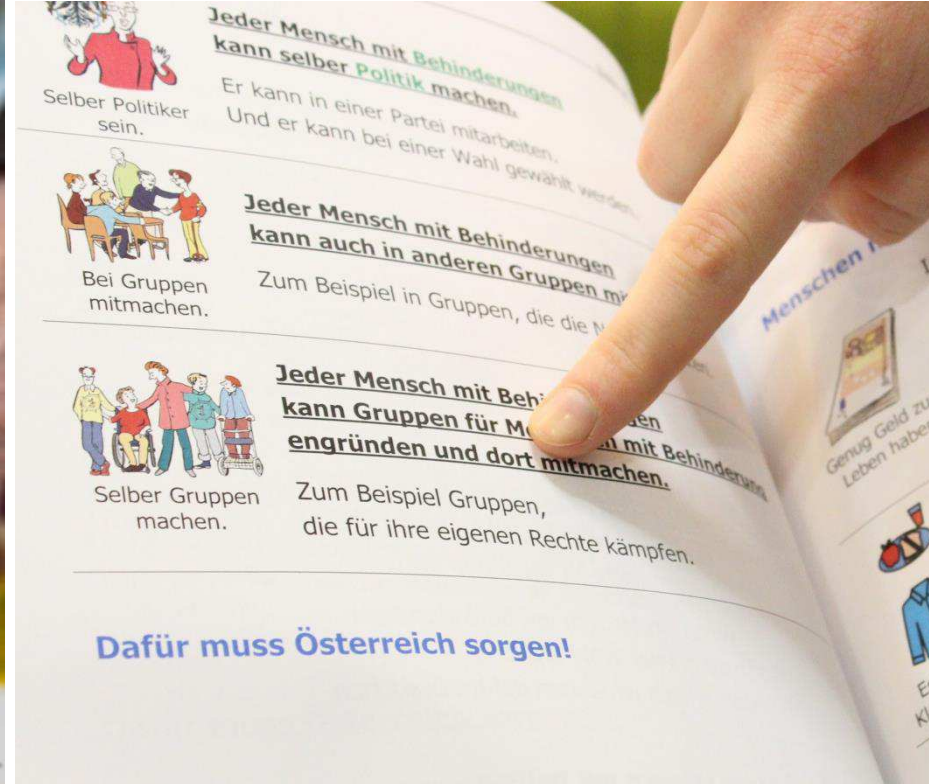 Jeder Mensch mit Behinderungen
kann selber Politik machen.
Er kann in einer Partei mitarbeiten.
Und er kann bei einer Wahl gewählt werden.
Selber Politiker
sein.
Jeder Mensch mit Behinderungen
kann auch in anderen Gruppen
Zum Beispiel in Gruppen, die die
Bei Gruppen
mitmachen.
Jeder Mensch mit
kann Gruppen für mit Behinderung
engründen und dort mitmachen.
Zum Beispiel Gruppen,
die für ihre eigenen Rechte kämpfen.
Selber Gruppen
machen.
Dafür muss Österreich sorgen!
Menschen
Genug Geld zu
Leben haben